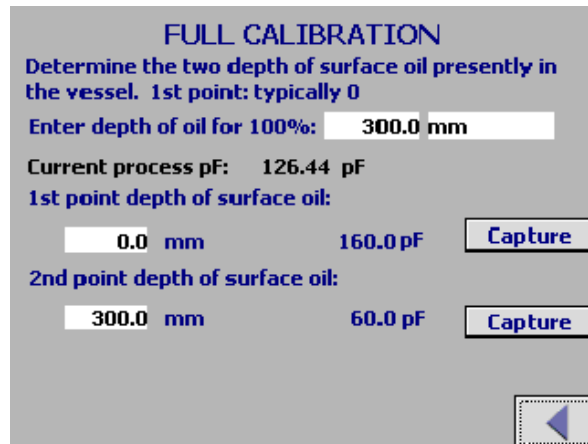 FULL CALIBRATION
Determine the two depth of surface oil presently in
the vessel. 1st point: typically 0
Enter depth of oil for 100%: 300.0 mm
Current process pF: 126.44 pF
1st point depth of surface oil:
0.0 mm 160.0 pF Capture
2nd point depth of surface oil:
300.0 mm 60.0 pF Capture